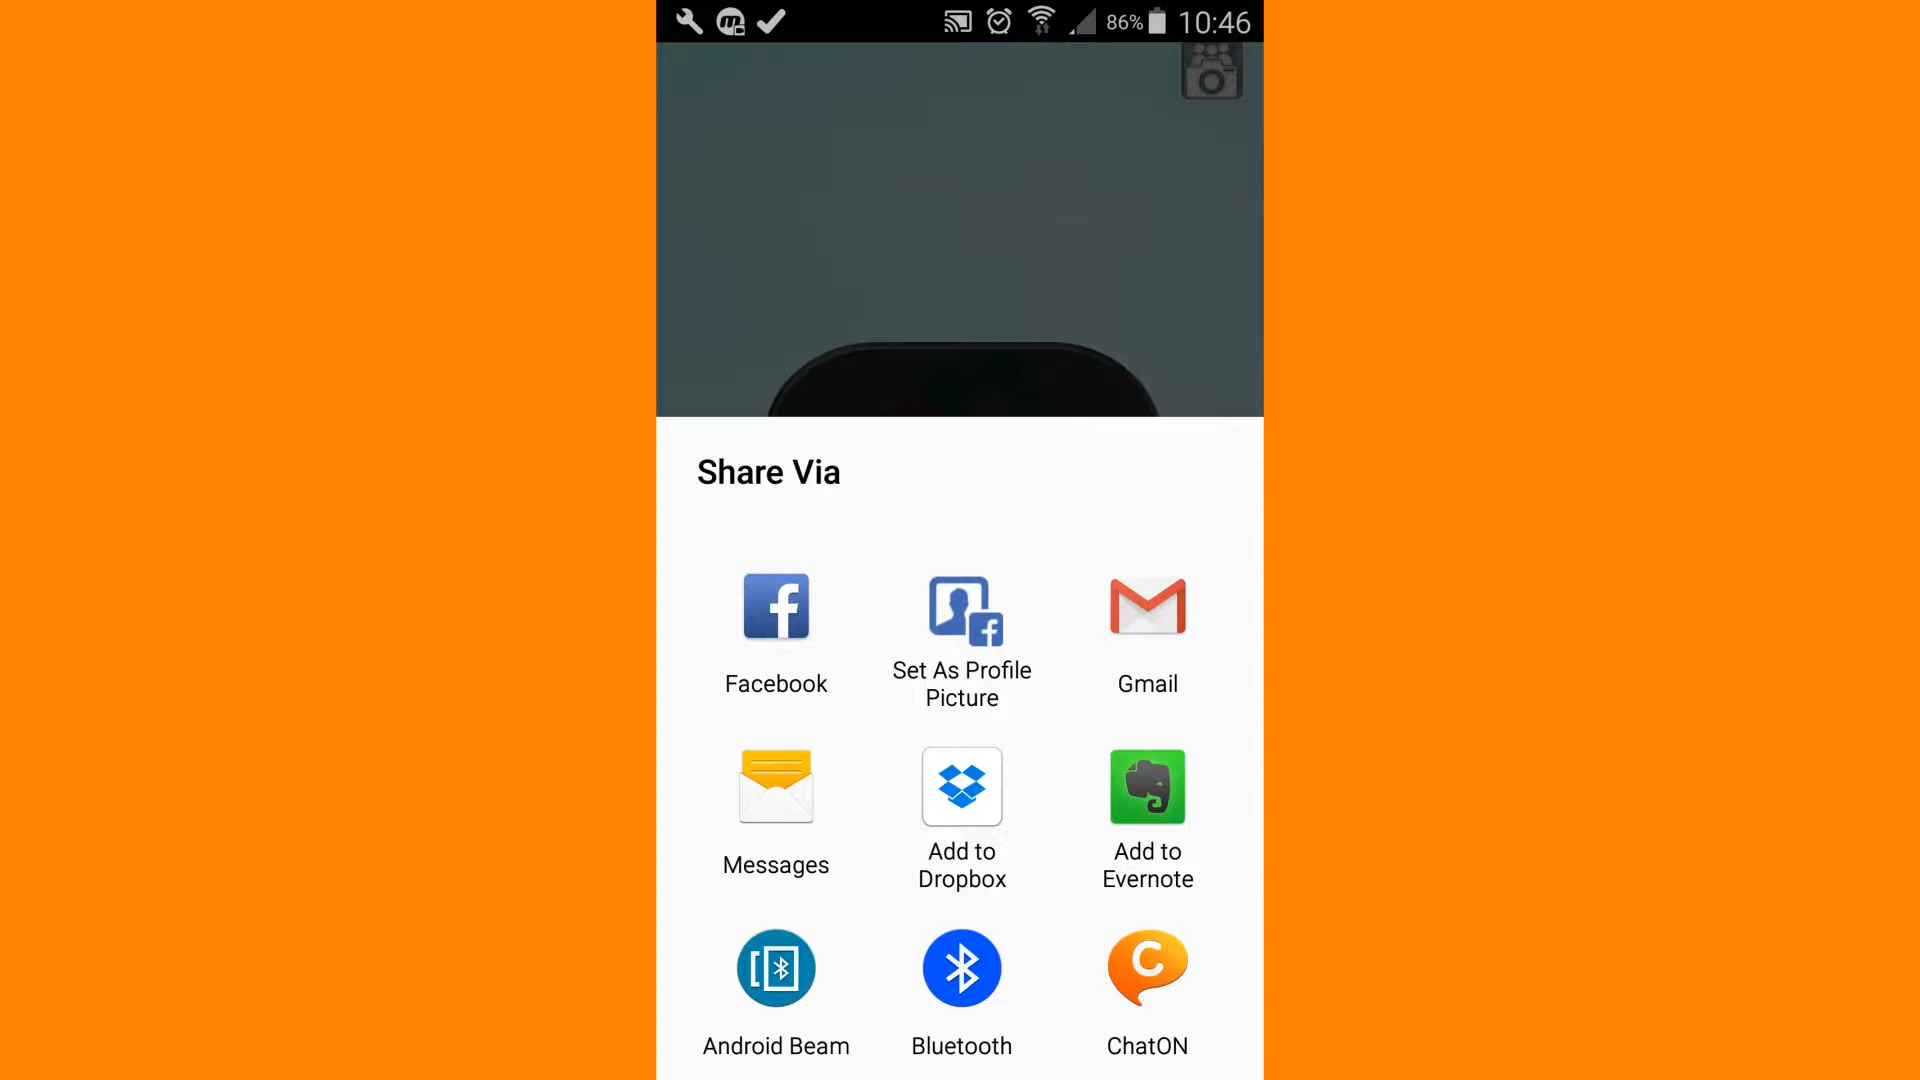 86% 10:46
Share Via
Facebook
Set As Profile
Picture
Gmail
Messages
Add to
Dropbox
Add to
Evernote
Android Beam
Bluetooth
ChatON